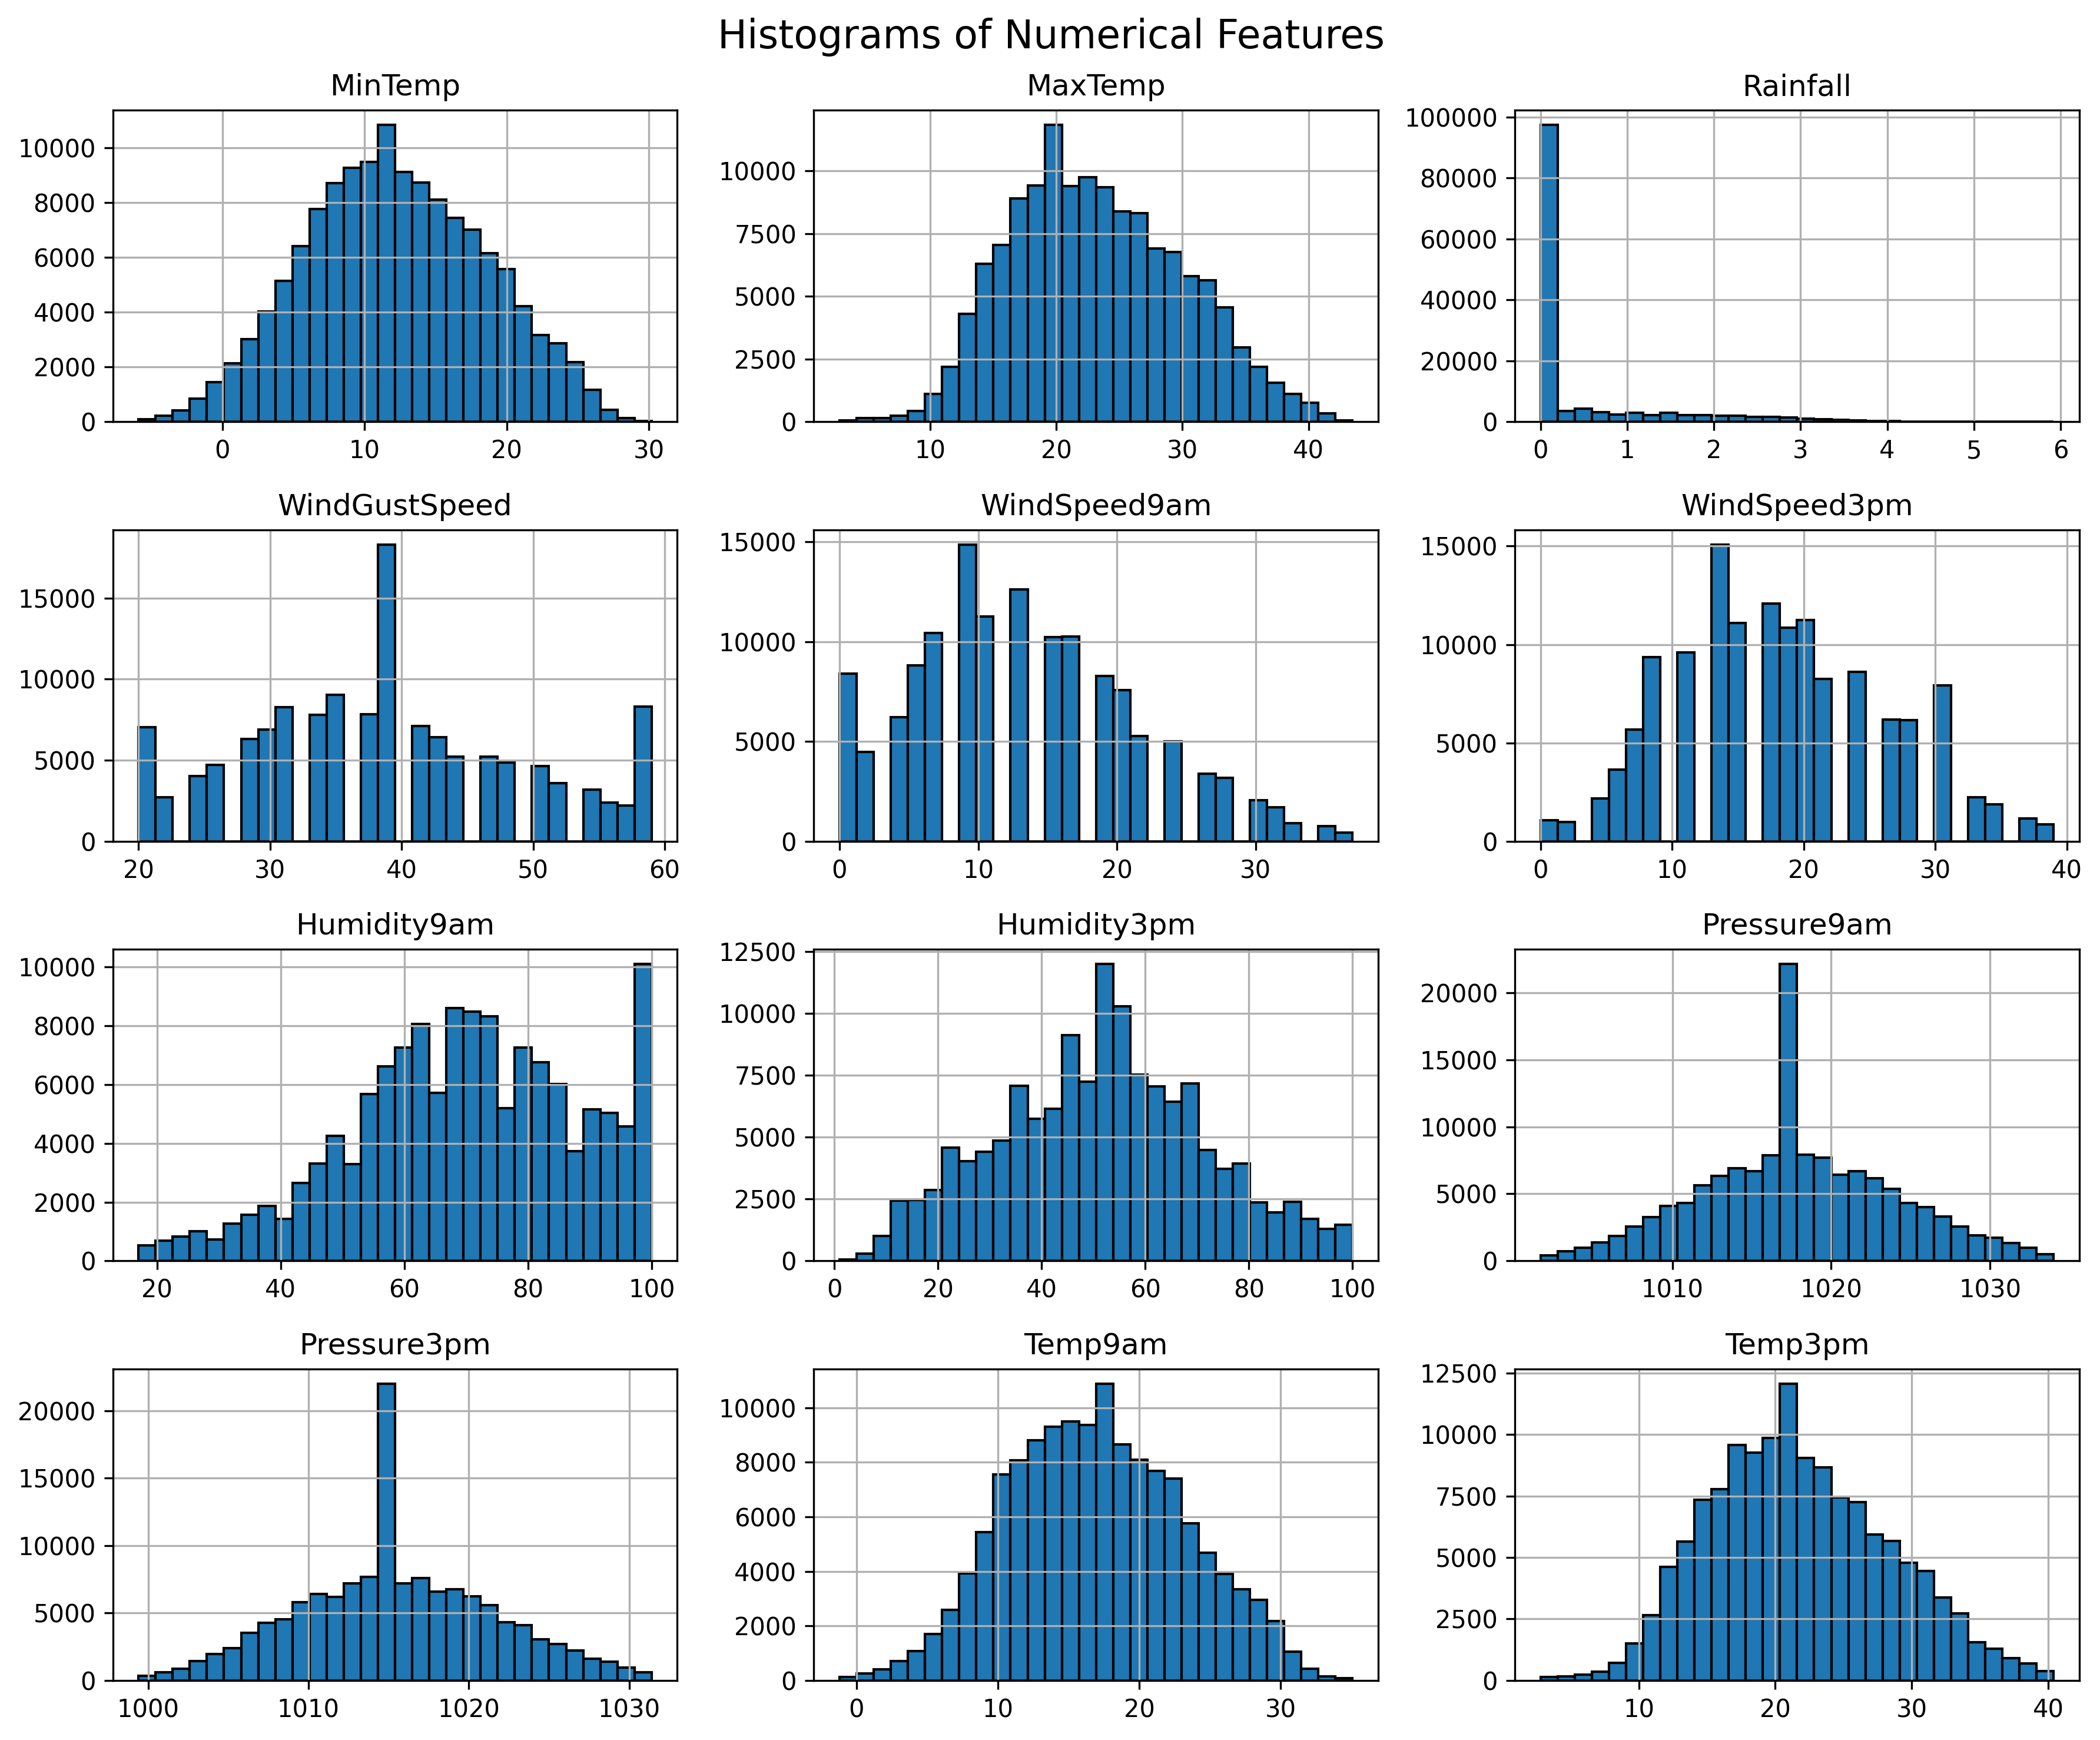 Histograms of Numerical Features
MinTemp
MaxTemp
Rainfall
10000
8000
6000
4000
2000
0
0 10 20 30
10000
7500
5000
2500
0
10 20 30 40
100000
80000
60000
40000
20000
0
0 1 2 3 4 5 6
WindGustSpeed
WindSpeed9am
WindSpeed3pm
15000
10000
5000
0
20 30 40 50 60
15000
10000
5000
0
0 10 20 30
15000
10000
5000
0
0 10 20 30 40
Humidity9am
Humidity3pm
Pressure9am
10000
8000
6000
4000
2000
0
20 40 60 80 100
12500
10000
7500
5000
2500
0
0 20 40 60 80 100
20000
15000
10000
5000
0
1010 1020 1030
Pressure3pm
Temp9am
Temp3pm
20000
15000
10000
5000
0
1000 1010 1020 1030
10000
8000
6000
4000
2000
0
0 10 20 30
12500
10000
7500
5000
2500
0
10 20 30 40